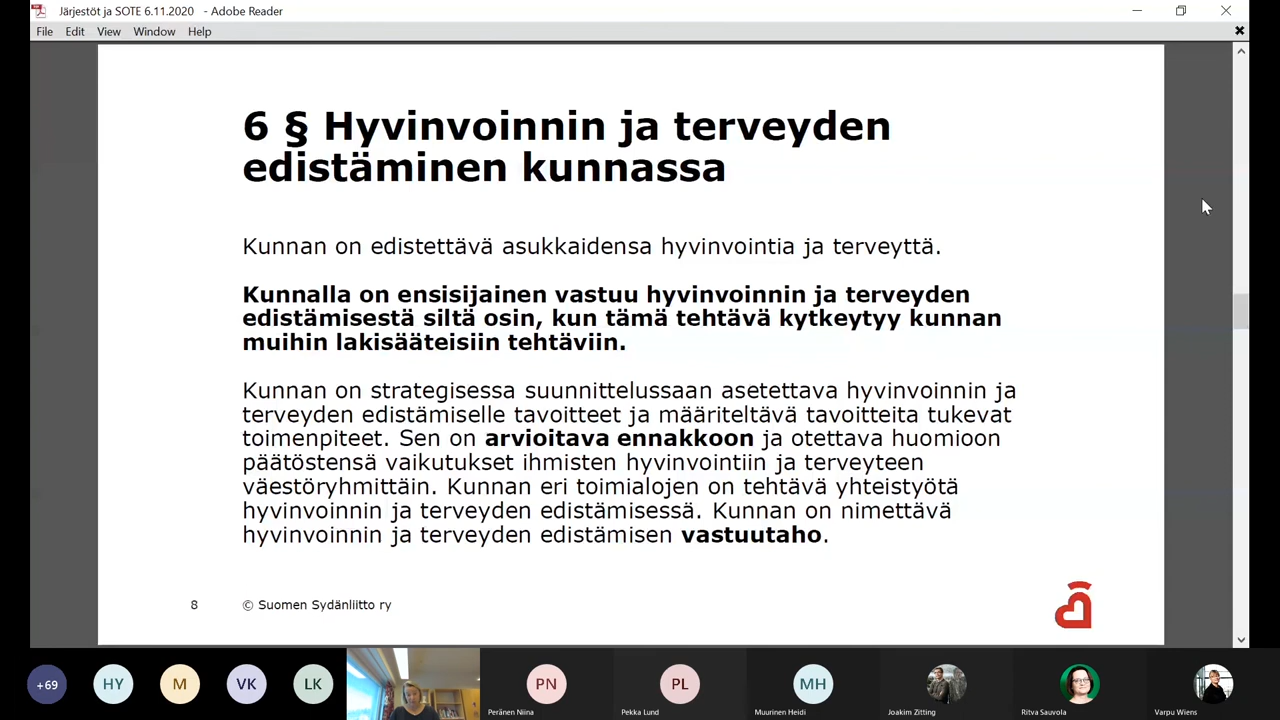 Järjestöt ja SOTE 6.11.2020 - Adobe Reader
File Edit View Window Help
6 § Hyvinvoinnin ja terveyden
edistäminen kunnassa
Kunnan on edistettävä asukkaidensa hyvinvointia ja terveyttä.
Kunnalla on ensisijainen vastuu hyvinvoinnin ja terveyden
edistämisestä siltä osin, kun tämä tehtävä kytkeytyy kunnan
muihin lakisääteisiin tehtäviin.
Kunnan on strategisessa suunnittelussaan asetettava hyvinvoinnin ja
terveyden edistämiselle tavoitteet ja määriteltävä tavoitteita tukevat
toimenpiteet. Sen on arvioitava ennakkoon ja otettava huomioon
päätöstensä vaikutukset ihmisten hyvinvointiin ja terveyteen
väestöryhmittäin. Kunnan eri toimialojen on tehtävä yhteistyötä
hyvinvoinnin ja terveyden edistämisessä. Kunnan on nimettävä
hyvinvoinnin ja terveyden edistämisen vastuutaho.
8 © Suomen Sydänliitto ry
+69 HY M VK LK PN PL MH
Peränen Niina Pekka Lund Muurinen Heidi Joakim Zitting Ritva Sauvola Varpu Wiens